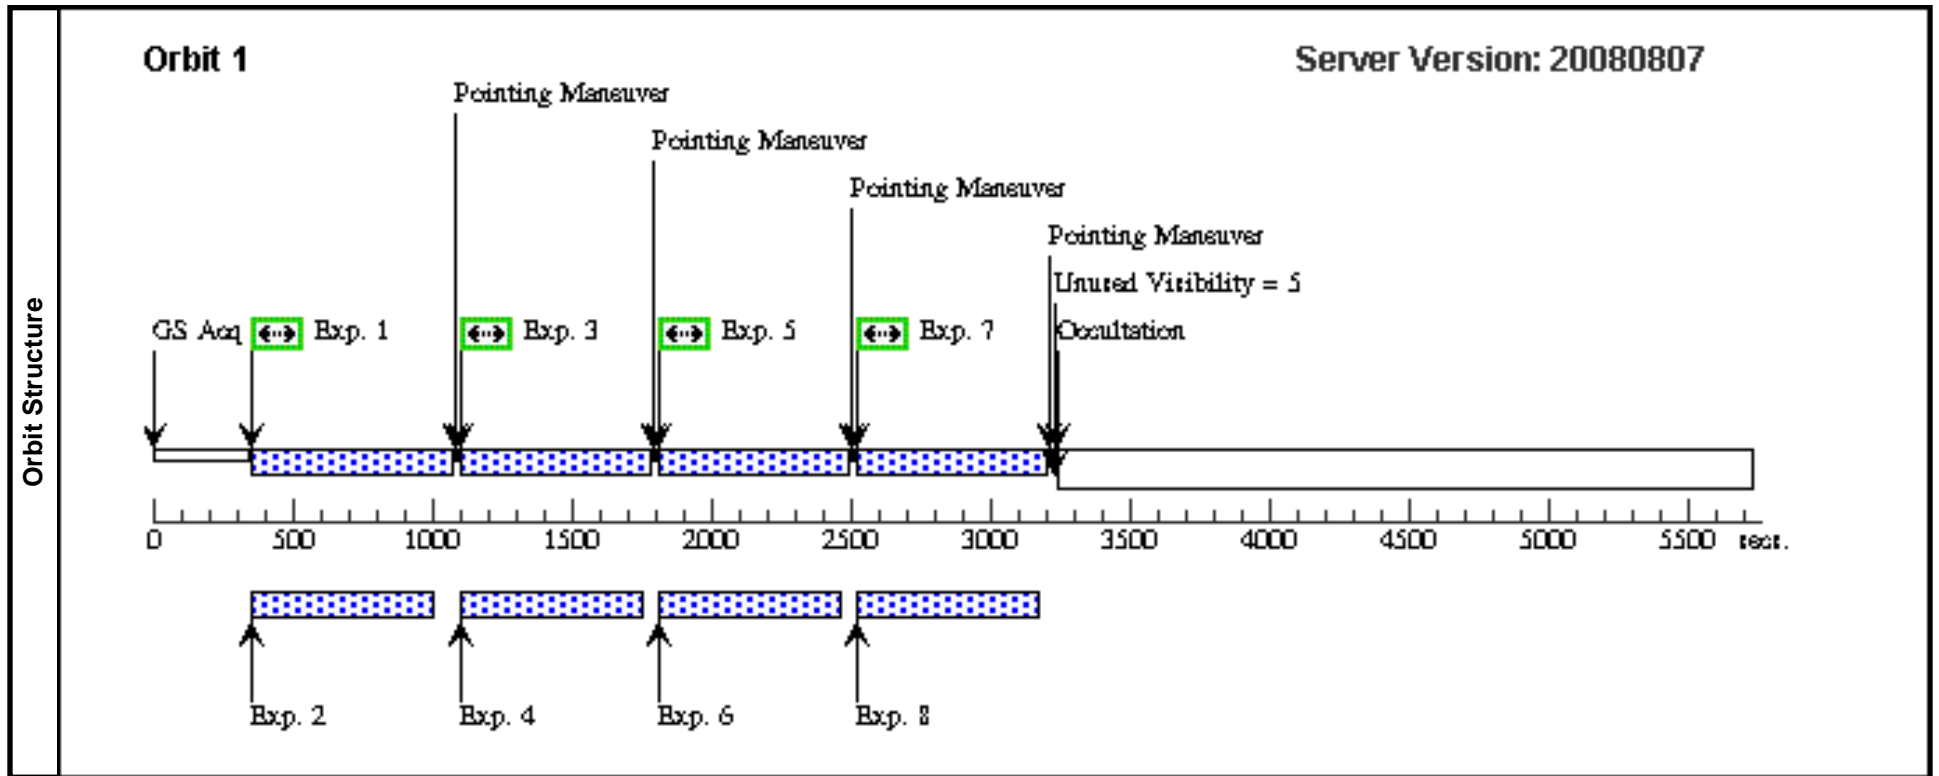 Orbit Structure
Orbit 1
Server Version: 20080807
Pointing Maneuver
Pointing Maneuver
Pointing Maneuver
Pointing Maneuver
Unused Visibility = 5
GS Acq
Exp. 1
Exp. 3
Exp. 5
Exp. 7
Occultation
0 500 1000 1500 2000 2500 3000 3500 4000 4500 5000 5500 secs.
Exp. 2
Exp. 4
Exp. 6
Exp. 8